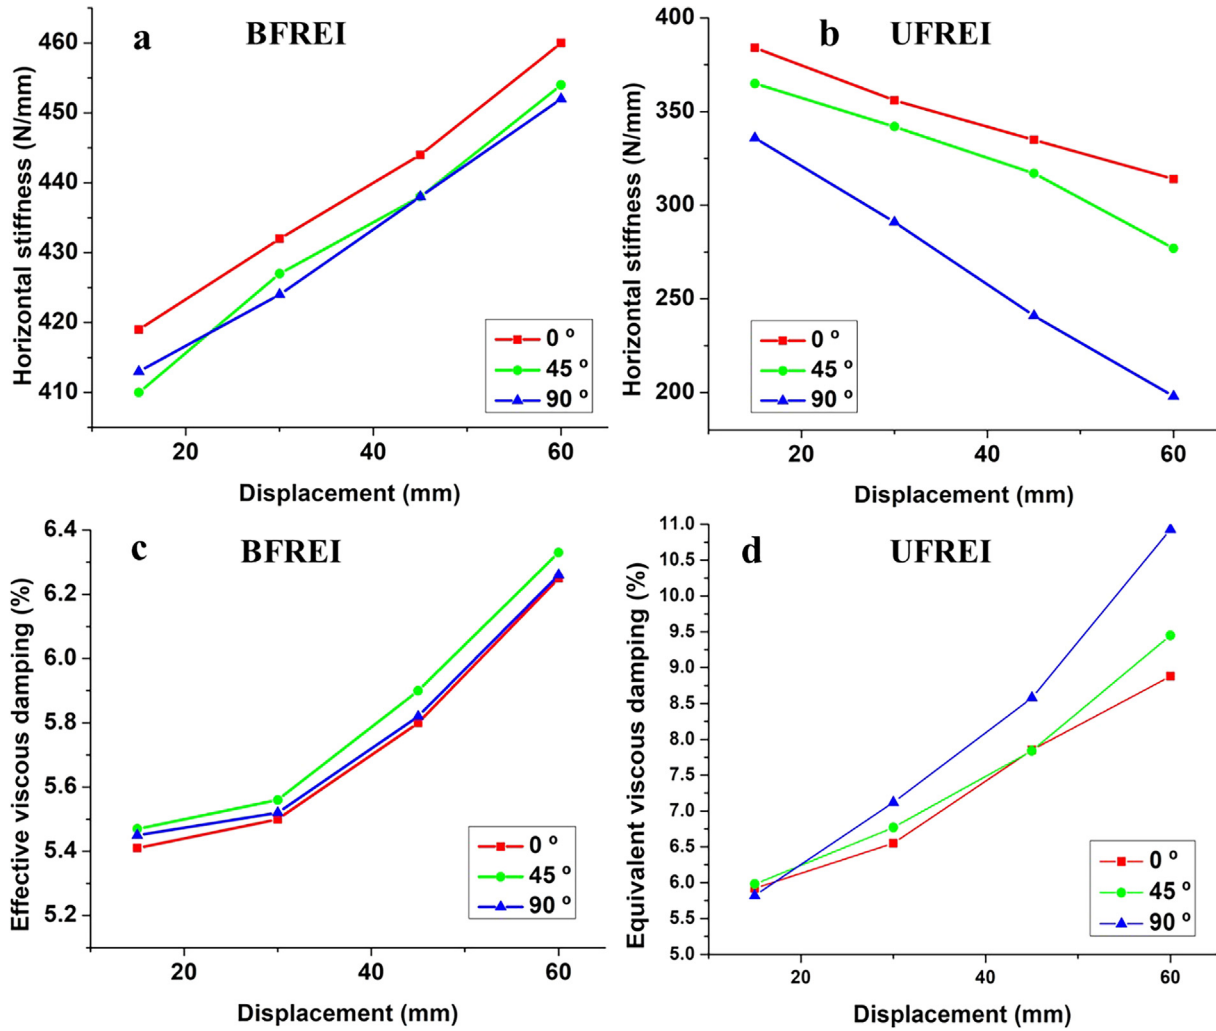 a BFREI
460
450
440
430
420
410
Horizontal stiffness (N/mm)
0 º
45 º
90 º
20 40 60
Displacement (mm)
b UFREI
400
350
300
250
200
Horizontal stiffness (N/mm)
0 º
45 º
90 º
20 40 60
Displacement (mm)
c BFREI
6.4
6.2
6.0
5.8
5.6
5.4
5.2
Effective viscous damping (%)
0 º
45 º
90 º
20 40 60
Displacement (mm)
d UFREI
11.0
10.5
10.0
9.5
9.0
8.5
8.0
7.5
7.0
6.5
6.0
5.5
5.0
Equivalent viscous damping (%)
0 º
45 º
90 º
20 40 60
Displacement (mm)